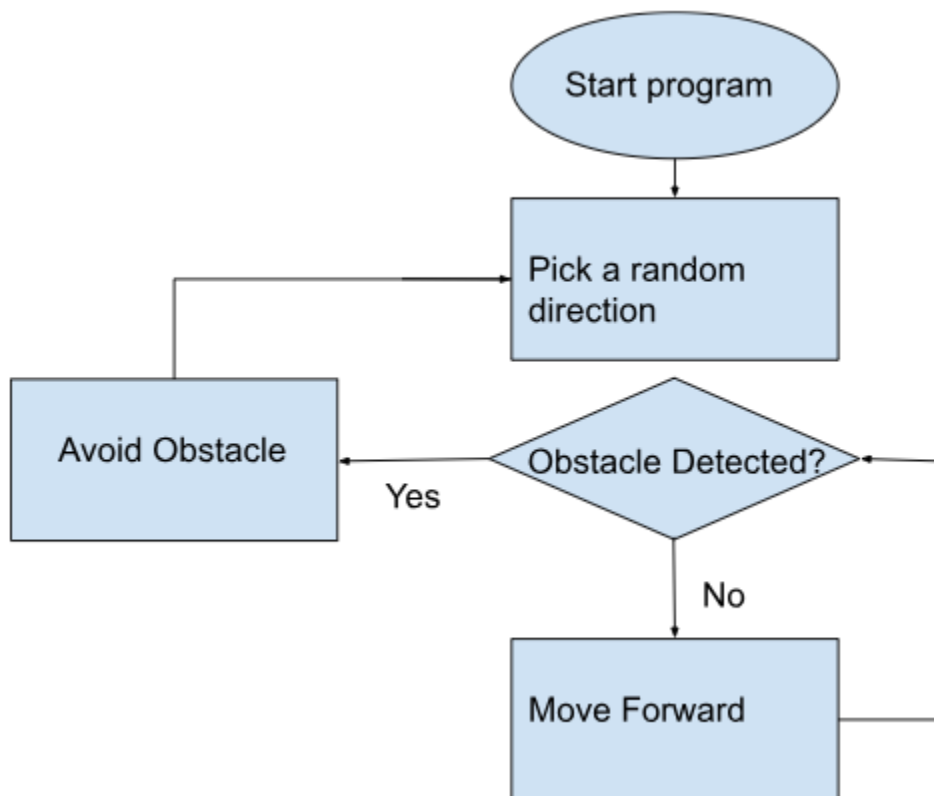 Start program
Pick a random
direction
Avoid Obstacle
Obstacle Detected?
Yes
No
Move Forward